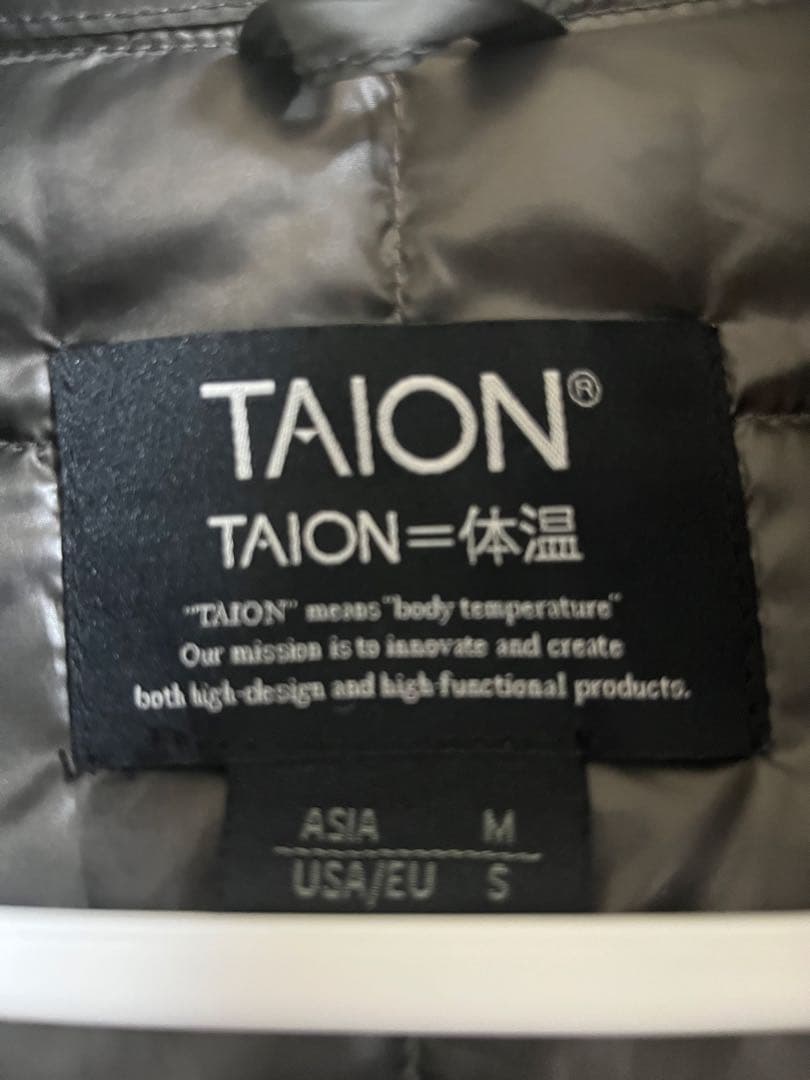 TAION®
TAION=体温
"TAION" means "body temperature"
Our mission is to innovate and create
both high-design and high-functional products.
ASIA M
USA/EU S